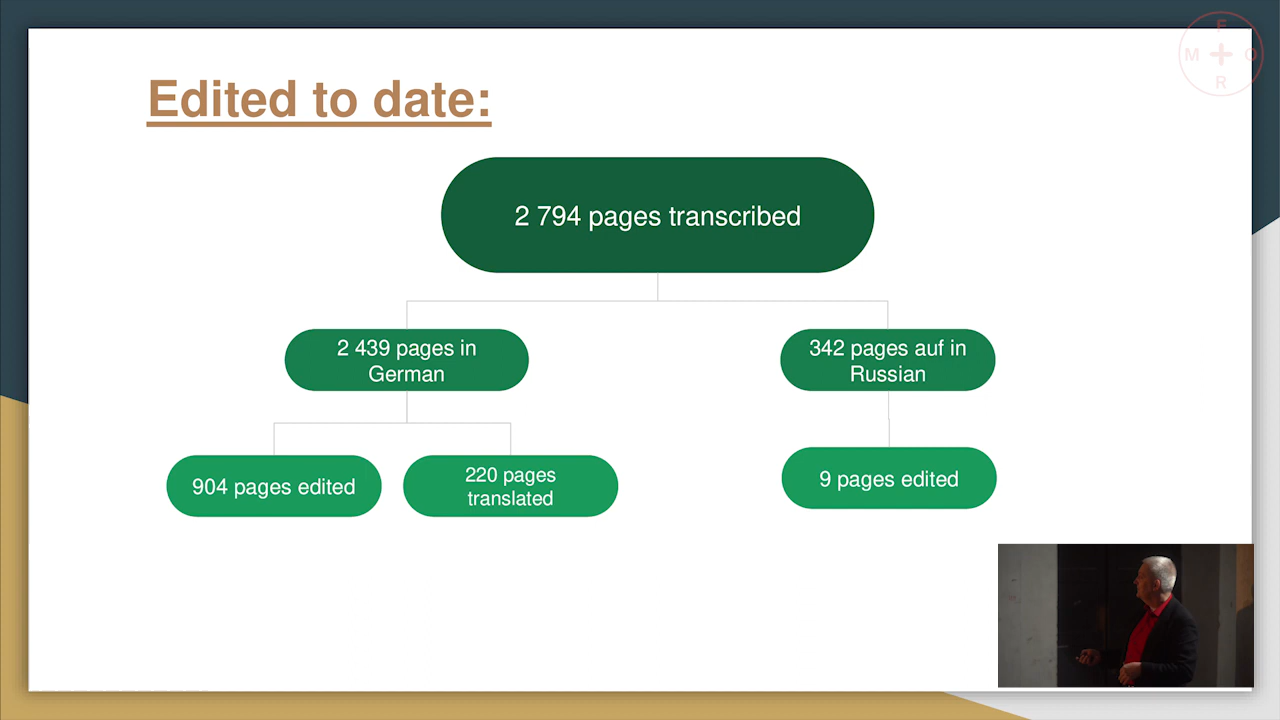 Edited to date:
2 794 pages transcribed
2 439 pages in
German
342 pages auf in
Russian
904 pages edited
220 pages
translated
9 pages edited
F
M O
R